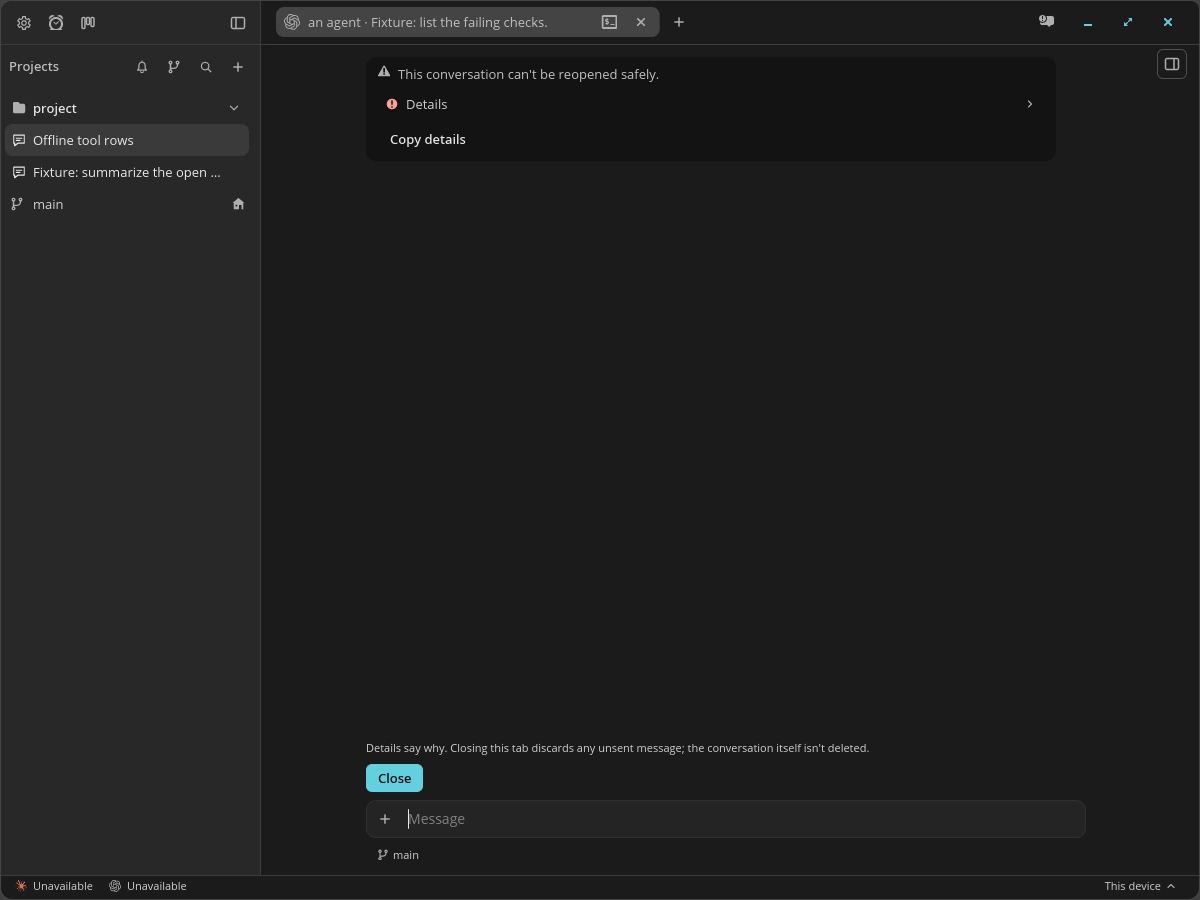 an agent · Fixture: list the failing checks.
Projects
project
Offline tool rows
Fixture: summarize the open ...
main
This conversation can't be reopened safely.
Details
Copy details
Details say why. Closing this tab discards any unsent message; the conversation itself isn't deleted.
Close
Message
main
Unavailable
Unavailable
This device